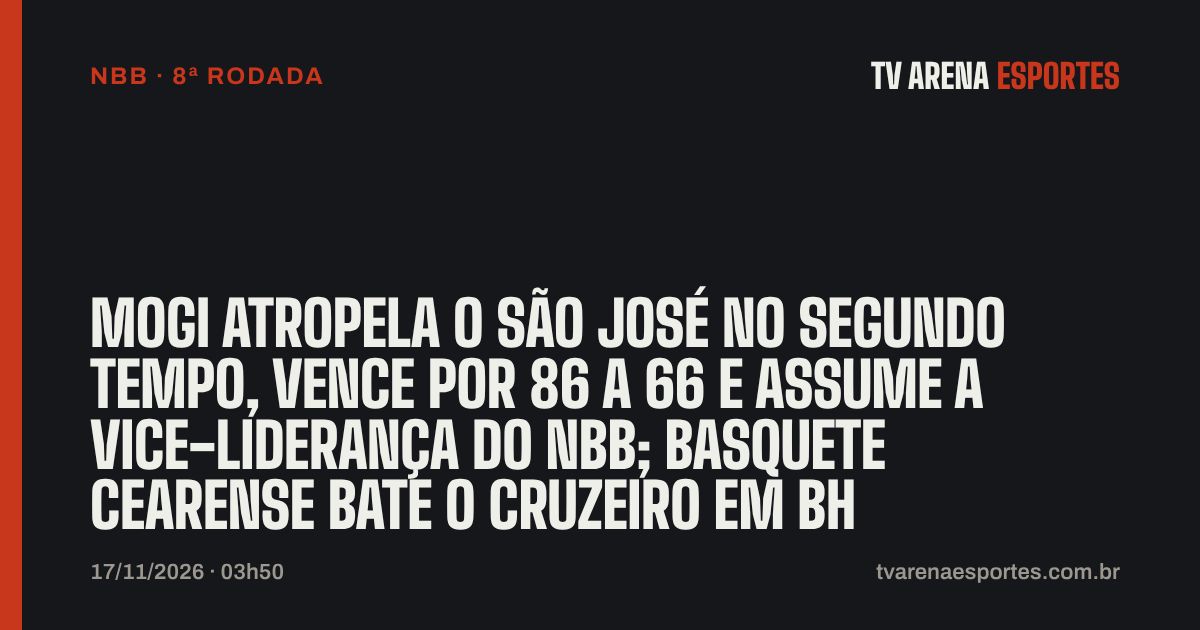 NBB · 8ª RODADA
TV ARENA ESPORTES
MOGI ATROPELA O SÃO JOSÉ NO SEGUNDO
TEMPO, VENCE POR 86 A 66 E ASSUME A
VICE-LIDERANÇA DO NBB; BASQUETE
CEARENSE BATE O CRUZEIRO EM BH
17/11/2026 · 03h50
tvarenaesportes.com.br